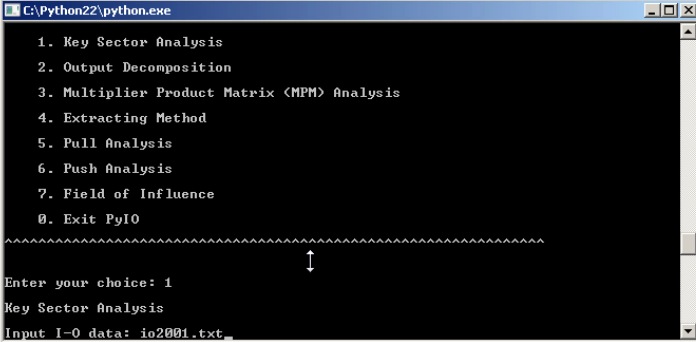 C:\Python22\python.exe
1. Key Sector Analysis
2. Output Decomposition
3. Multiplier Product Matrix (MPM) Analysis
4. Extracting Method
5. Pull Analysis
6. Push Analysis
7. Field of Influence
0. Exit PyIO
^^^^^^^^^^^^^^^^^^^^^^^^^^^^^^^^^^^^^^^^^^^^^^^^^^^^^^^^^^^^^^^^
Enter your choice: 1
Key Sector Analysis
Input I-O data: io2001.txt_